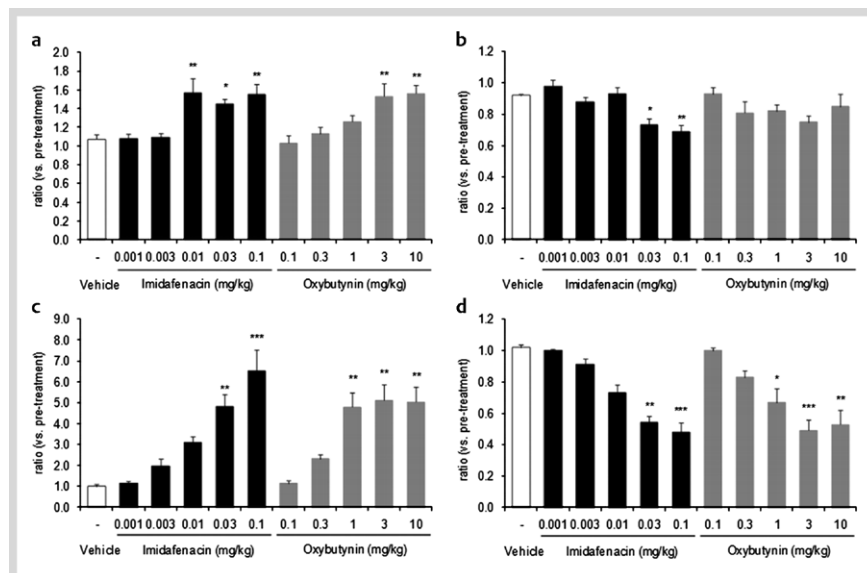 a
2.0
** **
** **
1.8
*
1.6
1.4
1.2
1.0
0.8
0.6
0.4
0.2
0.0
ratio (vs. pre-treatment)
- 0.001 0.003 0.01 0.03 0.1 0.1 0.3 1 3 10
Vehicle Imidafenacin (mg/kg) Oxybutynin (mg/kg)
b
1.2
1.0
0.8
0.6
0.4
0.2
0.0
* **
ratio (vs. pre-treatment)
- 0.001 0.003 0.01 0.03 0.1 0.1 0.3 1 3 10
Vehicle Imidafenacin (mg/kg) Oxybutynin (mg/kg)
c
9.0
8.0
7.0
6.0
5.0
4.0
3.0
2.0
1.0
0.0
** *** ** ** **
ratio (vs. pre-treatment)
- 0.001 0.003 0.01 0.03 0.1 0.1 0.3 1 3 10
Vehicle Imidafenacin (mg/kg) Oxybutynin (mg/kg)
d
1.2
1.0
0.8
0.6
0.4
0.2
0.0
** *** * *** **
ratio (vs. pre-treatment)
- 0.001 0.003 0.01 0.03 0.1 0.1 0.3 1 3 10
Vehicle Imidafenacin (mg/kg) Oxybutynin (mg/kg)